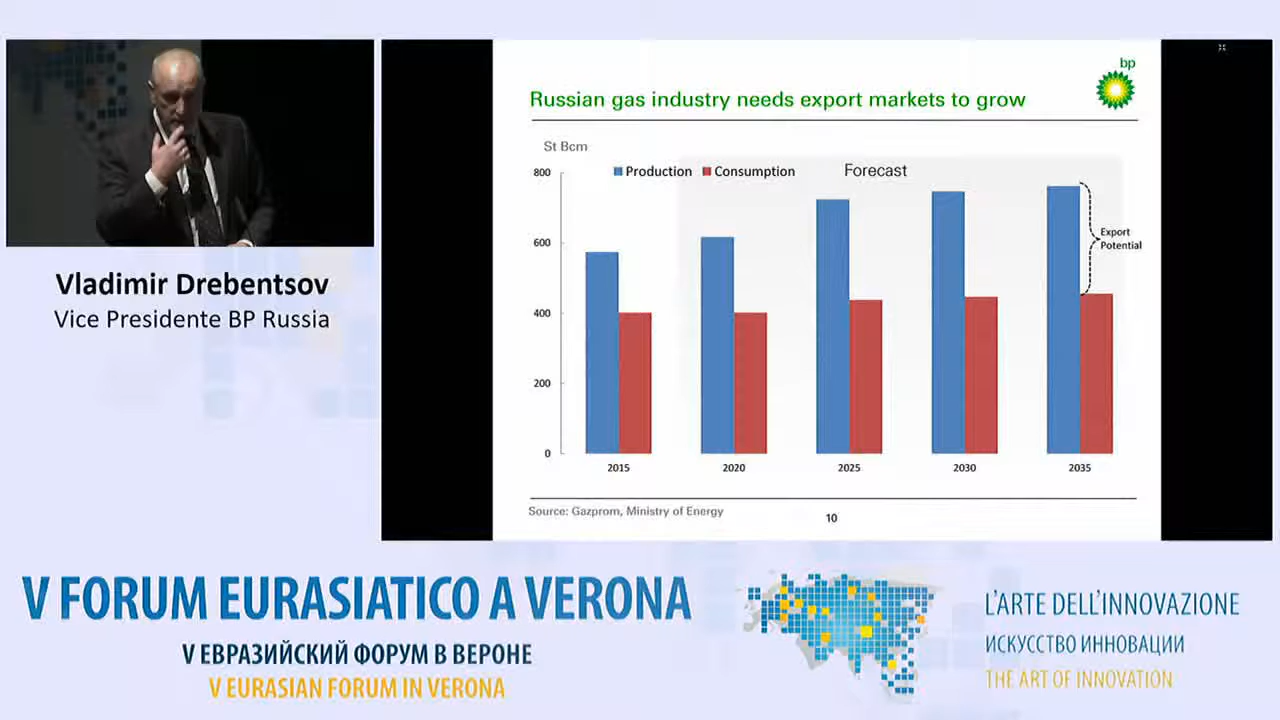 bp
Russian gas industry needs export markets to grow
St Bcm
Production Consumption
Forecast
800
600
400
200
0
Export
Potential
2015 2020 2025 2030 2035
Source: Gazprom, Ministry of Energy
10
Vladimir Drebentsov
Vice Presidente BP Russia
V FORUM EURASIATICO A VERONA
V ЕВРАЗИЙСКИЙ ФОРУМ В ВЕРОНЕ
V EURASIAN FORUM IN VERONA
L'ARTE DELL'INNOVAZIONE
ИСКУССТВО ИННОВАЦИИ
THE ART OF INNOVATION